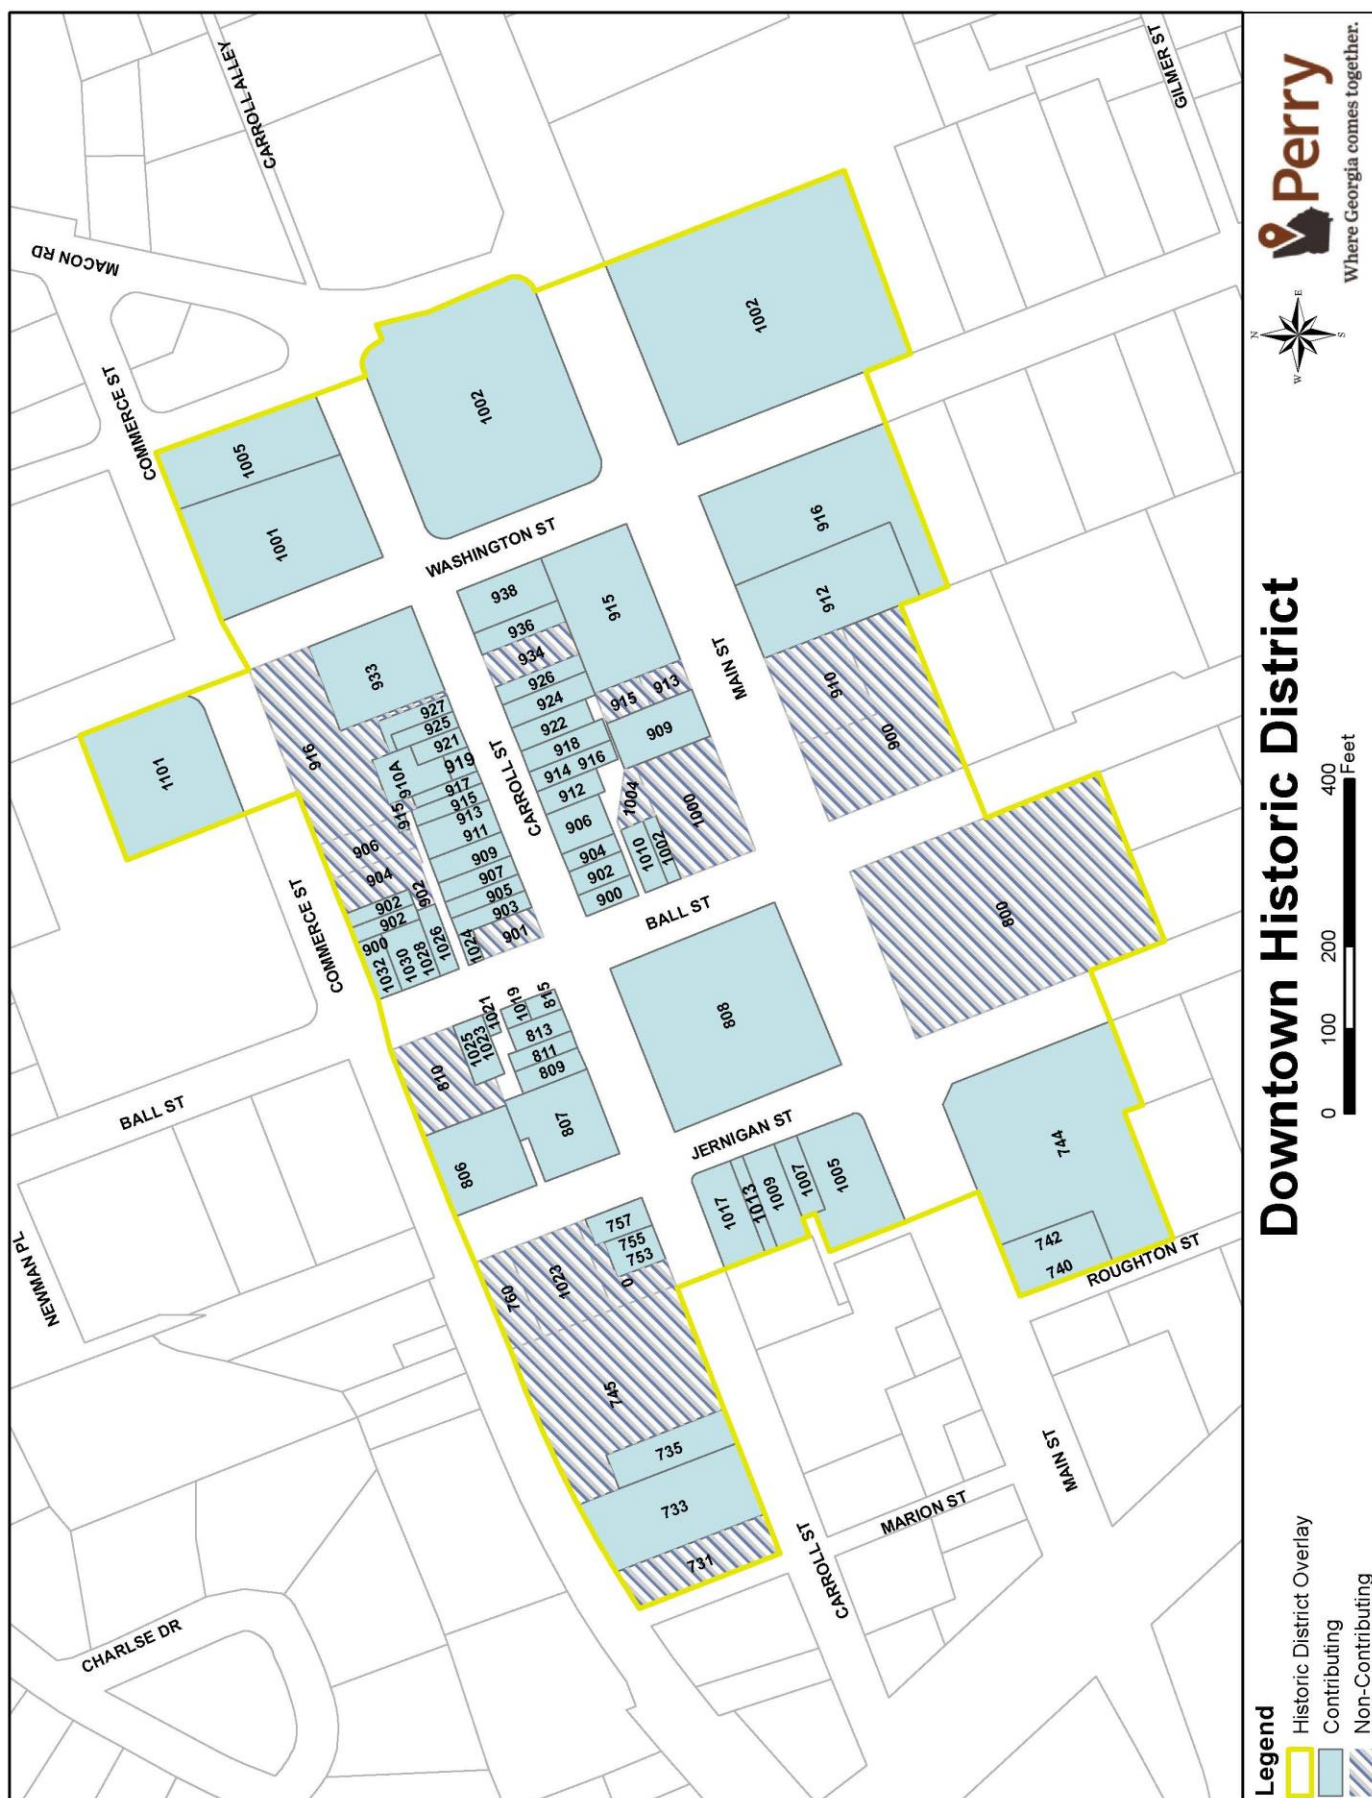 CARROLL ALLEY
GILMER ST
MACON RD
COMMERCE ST
1005
1001
1002
1002
WASHINGTON ST
1101
933
916
938
936
934
926
924
922
918
916
914
912
906
904
902
900
915
915
913
909
1004
1000
1010
1002
916
912
910
900
MAIN ST
927
925
921
919
910A
917
915
915
913
911
909
907
905
903
901
906
904
902
902
902
900
1032
1030
1028
1026
1024
CARROLL ST
COMMERCE ST
BALL ST
800
808
1021
1019
815
1025
1023
813
811
809
810
807
806
BALL ST
JERNIGAN ST
1017
1013
1009
1007
1005
744
742
740
ROUGHTON ST
NEWMAN PL
757
755
753
0
760
1023
745
735
733
731
MAIN ST
MARION ST
CARROLL ST
CHARLSE DR
Perry
Where Georgia comes together.
N
E
S
W
Downtown Historic District
0 100 200 400
Feet
Legend
Historic District Overlay
Contributing
Non-Contributing